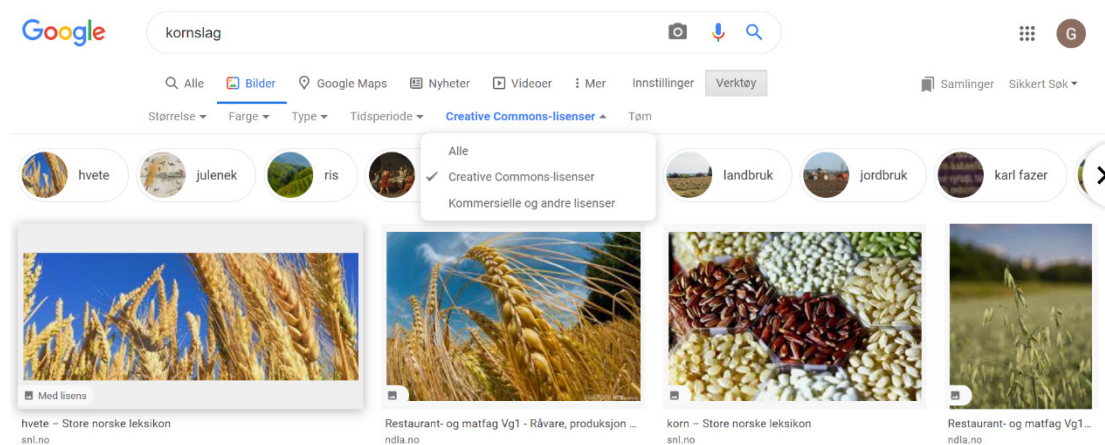 Google
kornslag
G
Alle Bilder Google Maps Nyheter Videoer Mer Innstillinger Verktøy Samlinger Sikkert Søk
Størrelse Farge Type Tidsperiode Creative Commons-lisenser Tøm
Alle
Creative Commons-lisenser
Kommersielle og andre lisenser
hvete julenek ris landbruk jordbruk karl fazer
Med lisens
hvete – Store norske leksikon
snl.no
Restaurant- og matfag Vg1 - Råvare, produksjon ...
ndla.no
korn – Store norske leksikon
snl.no
Restaurant- og matfag Vg1...
ndla.no